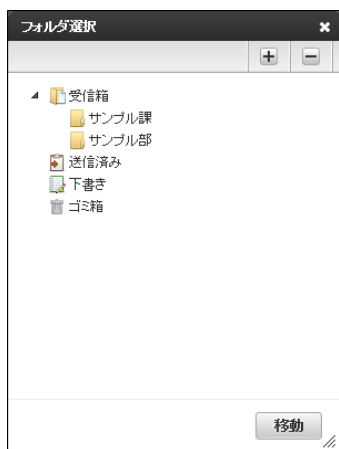 フォルダ選択
受信箱
サンプル課
サンプル部
送信済み
下書き
ゴミ箱
移動